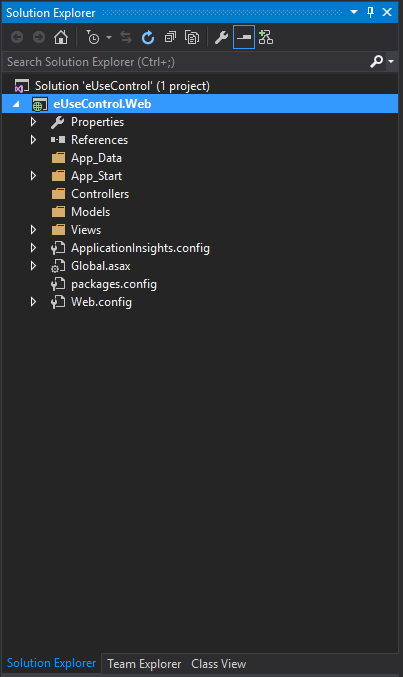 Solution Explorer
Search Solution Explorer (Ctrl+;)
Solution 'eUseControl' (1 project)
eUseControl.Web
Properties
References
App_Data
App_Start
Controllers
Models
Views
ApplicationInsights.config
Global.asax
packages.config
Web.config
Solution Explorer Team Explorer Class View